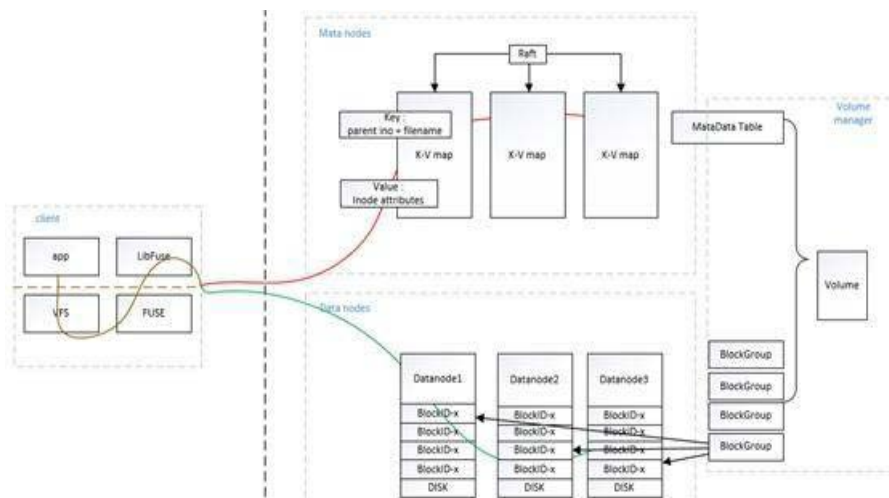 Mata nodes
Raft
Key :
parent ino + filename
K-V map
K-V map
K-V map
Value :
Inode attributes
MataData Table
Volume
manager
Volume
client
app
LibFuse
VFS
FUSE
Data nodes
Datanode1
Datanode2
Datanode3
BlockID-x
BlockID-x
BlockID-x
BlockID-x
BlockID-x
BlockID-x
BlockID-x
BlockID-x
BlockID-x
BlockID-x
BlockID-x
BlockID-x
DISK
DISK
DISK
BlockGroup
BlockGroup
BlockGroup
BlockGroup